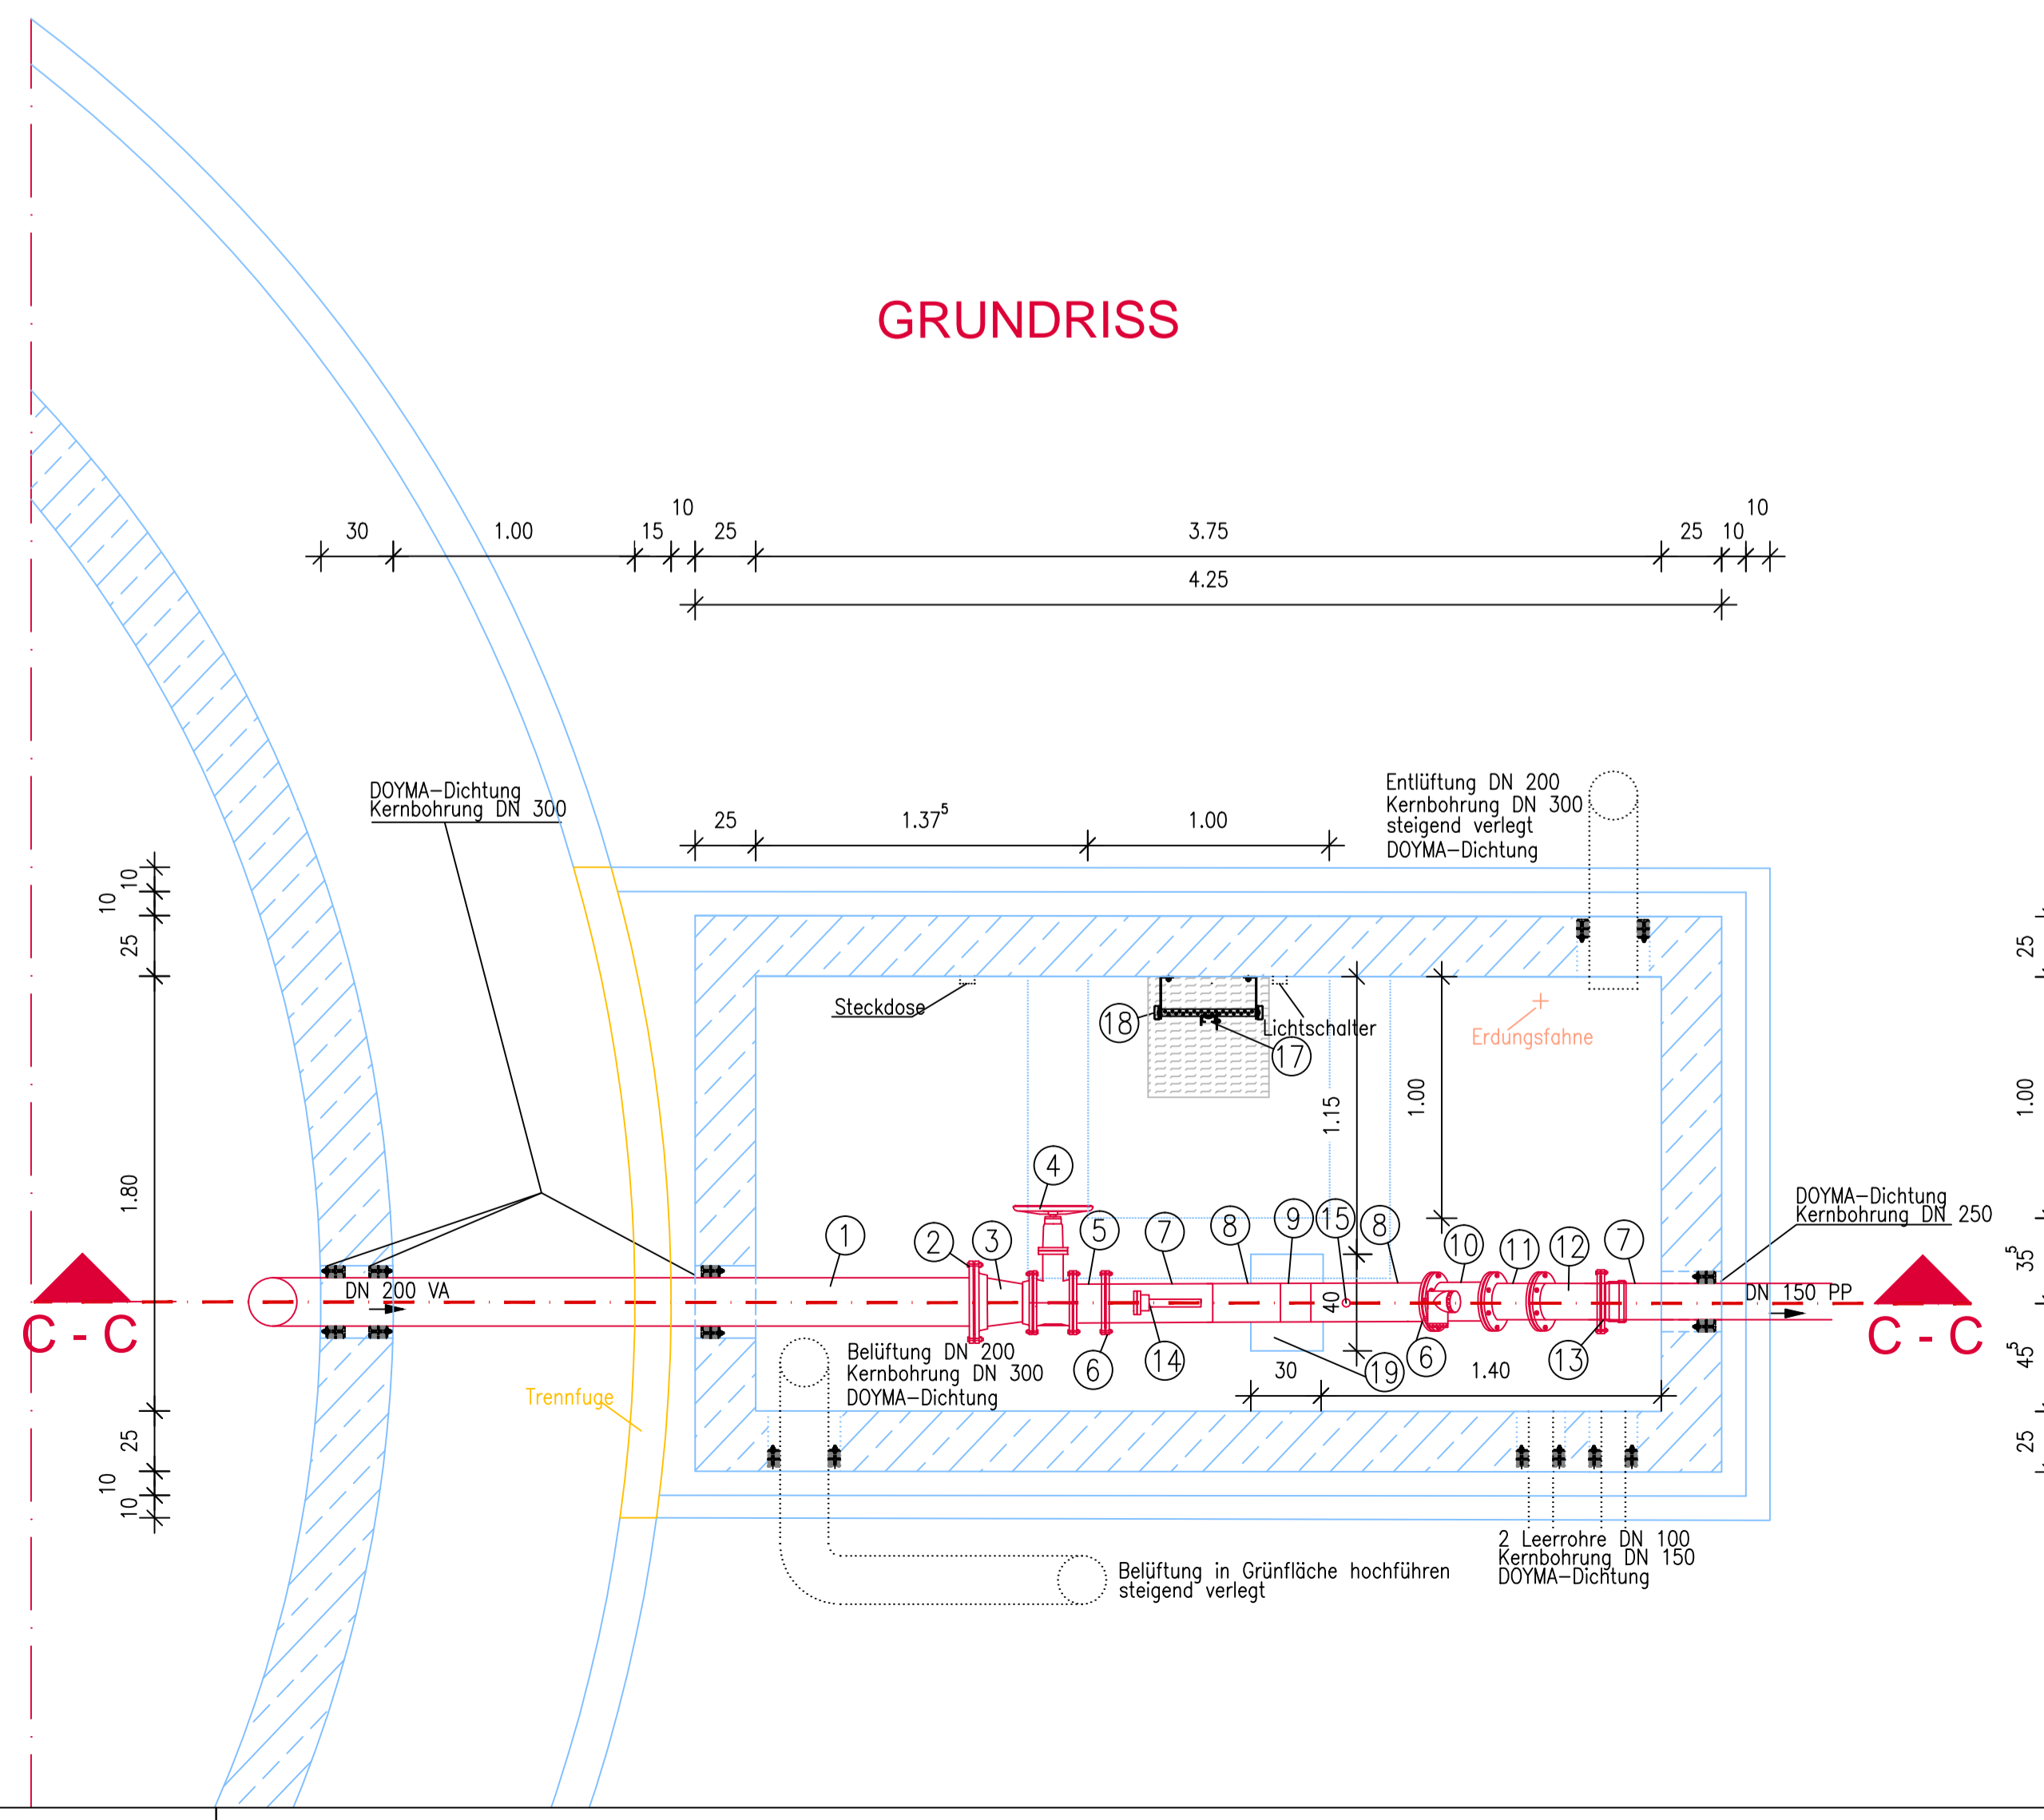 GRUNDRISS
10
10
30
1.00
15
25
3.75
25
10
4.25
DOYMA-Dichtung
Kernbohrung DN 300
25
1.37⁵
1.00
Entlüftung DN 200
Kernbohrung DN 300
steigend verlegt
DOYMA-Dichtung
10
10
25
1.80
25
10
10
Steckdose
18
Lichtschalter
17
Erdungsfahne
1.15
1.00
25
1.00
35⁵
45⁵
25
4
1
2
3
5
7
8
9
15
8
10
11
12
7
DOYMA-Dichtung
Kernbohrung DN 250
DN 200 VA
DN 150 PP
C - C
C - C
40
6
14
19
6
13
30
1.40
Belüftung DN 200
Kernbohrung DN 300
DOYMA-Dichtung
Trennfuge
2 Leerrohre DN 100
Kernbohrung DN 150
DOYMA-Dichtung
Belüftung in Grünfläche hochführen
steigend verlegt